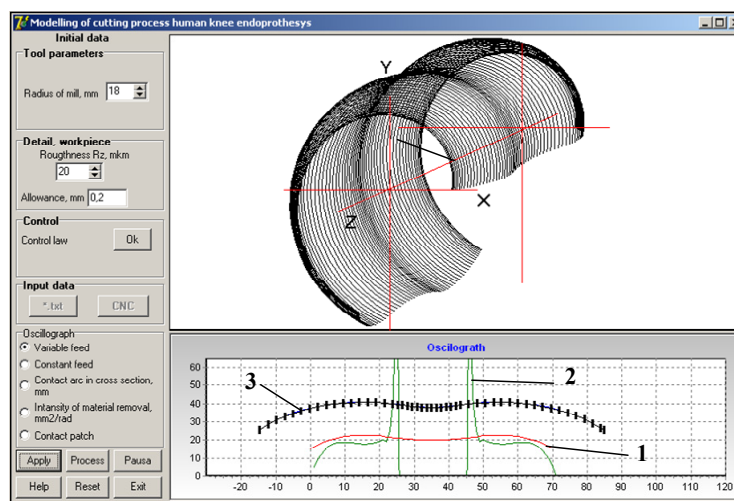 Modelling of cutting process human knee endoprothesys
Initial data
Tool parameters
Radius of mill, mm 18
Detail, workpiece
Rougthness Rz, mkm
20
Allowance, mm 0,2
Control
Control law Ok
Input data
*.txt CNC
Oscillograph
Variable feed
Constant feed
Contact arc in cross section, mm
Intansity of material removal, mm2/rad
Contact patch
Apply Process Pausa
Help Reset Exit
Y
X
Z
Oscilograth
60
50
40
30
20
10
0
3
2
1
-20 -10 0 10 20 30 40 50 60 70 80 90 100 110 120